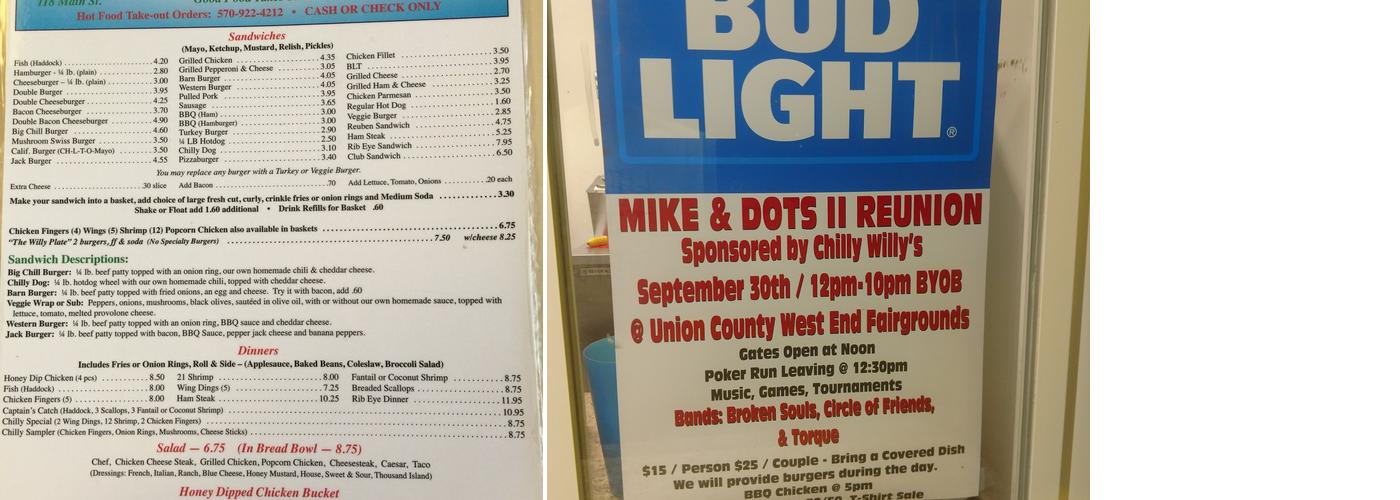 118 Main St.
Hot Food Take-out Orders: 570-922-4212 • CASH OR CHECK ONLY
Sandwiches
(Mayo, Ketchup, Mustard, Relish, Pickles)
Fish (Haddock) 4.20
Hamburger - ¼ lb. (plain) 2.80
Cheeseburger – ¼ lb. (plain) 3.00
Double Burger 3.95
Double Cheeseburger 4.25
Bacon Cheeseburger 3.70
Double Bacon Cheeseburger 4.90
Big Chill Burger 4.60
Mushroom Swiss Burger 3.50
Calif. Burger (CH-L-T-O-Mayo) 3.50
Jack Burger 4.55
Grilled Chicken 4.35
Grilled Pepperoni & Cheese 3.05
Barn Burger 4.05
Western Burger 4.05
Pulled Pork 3.95
Sausage 3.65
BBQ (Ham) 3.00
BBQ (Hamburger) 3.00
Turkey Burger 2.90
¼ LB Hotdog 2.50
Chilly Dog 3.10
Pizzaburger 3.40
Chicken Fillet 3.50
BLT 3.95
Grilled Cheese 2.70
Grilled Ham & Cheese 3.25
Chicken Parmesan 3.50
Regular Hot Dog 1.60
Veggie Burger 2.85
Reuben Sandwich 4.75
Ham Steak 5.25
Rib Eye Sandwich 7.95
Club Sandwich 6.50
You may replace any burger with a Turkey or Veggie Burger.
Extra Cheese .30 slice Add Bacon .70 Add Lettuce, Tomato, Onions .20 each
Make your sandwich into a basket, add choice of large fresh cut, curly, crinkle fries or onion rings and Medium Soda 3.30
Shake or Float add 1.60 additional • Drink Refills for Basket .60
Chicken Fingers (4) Wings (5) Shrimp (12) Popcorn Chicken also available in baskets 6.75
"The Willy Plate" 2 burgers, ff & soda (No Specialty Burgers) 7.50 w/cheese 8.25
Sandwich Descriptions:
Big Chill Burger: ¼ lb. beef patty topped with an onion ring, our own homemade chili & cheddar cheese.
Chilly Dog: ¼ lb. hotdog wheel with our own homemade chili, topped with cheddar cheese.
Barn Burger: ¼ lb. beef patty topped with fried onions, an egg and cheese. Try it with bacon, add .60
Veggie Wrap or Sub: Peppers, onions, mushrooms, black olives, sautéd in olive oil, with or without our own homemade sauce, topped with
lettuce, tomato, melted provolone cheese.
Western Burger: ¼ lb. beef patty topped with an onion ring, BBQ sauce and cheddar cheese.
Jack Burger: ¼ lb. beef patty topped with bacon, BBQ Sauce, pepper jack cheese and banana peppers.
Dinners
Includes Fries or Onion Rings, Roll & Side – (Applesauce, Baked Beans, Coleslaw, Broccoli Salad)
Honey Dip Chicken (4 pcs) 8.50
Fish (Haddock) 8.00
Chicken Fingers (5) 8.00
21 Shrimp 8.00
Wing Dings (5) 7.25
Ham Steak 10.25
Fantail or Coconut Shrimp 8.75
Breaded Scallops 8.75
Rib Eye Dinner 11.95
Captain's Catch (Haddock, 3 Scallops, 3 Fantail or Coconut Shrimp) 10.95
Chilly Special (2 Wing Dings, 12 Shrimp, 2 Chicken Fingers) 8.75
Chilly Sampler (Chicken Fingers, Onion Rings, Mushrooms, Cheese Sticks) 8.75
Salad — 6.75 (In Bread Bowl — 8.75)
Chef, Chicken Cheese Steak, Grilled Chicken, Popcorn Chicken, Cheesesteak, Caesar, Taco
(Dressings: French, Italian, Ranch, Blue Cheese, Honey Mustard, House, Sweet & Sour, Thousand Island)
Honey Dipped Chicken Bucket
BUD
LIGHT®
MIKE & DOTS II REUNION
Sponsored by Chilly Willy's
September 30th / 12pm-10pm BYOB
@ Union County West End Fairgrounds
Gates Open at Noon
Poker Run Leaving @ 12:30pm
Music, Games, Tournaments
Bands: Broken Souls, Circle of Friends,
& Torque
$15 / Person $25 / Couple - Bring a Covered Dish
We will provide burgers during the day.
BBQ Chicken @ 5pm
T-Shirt Sale